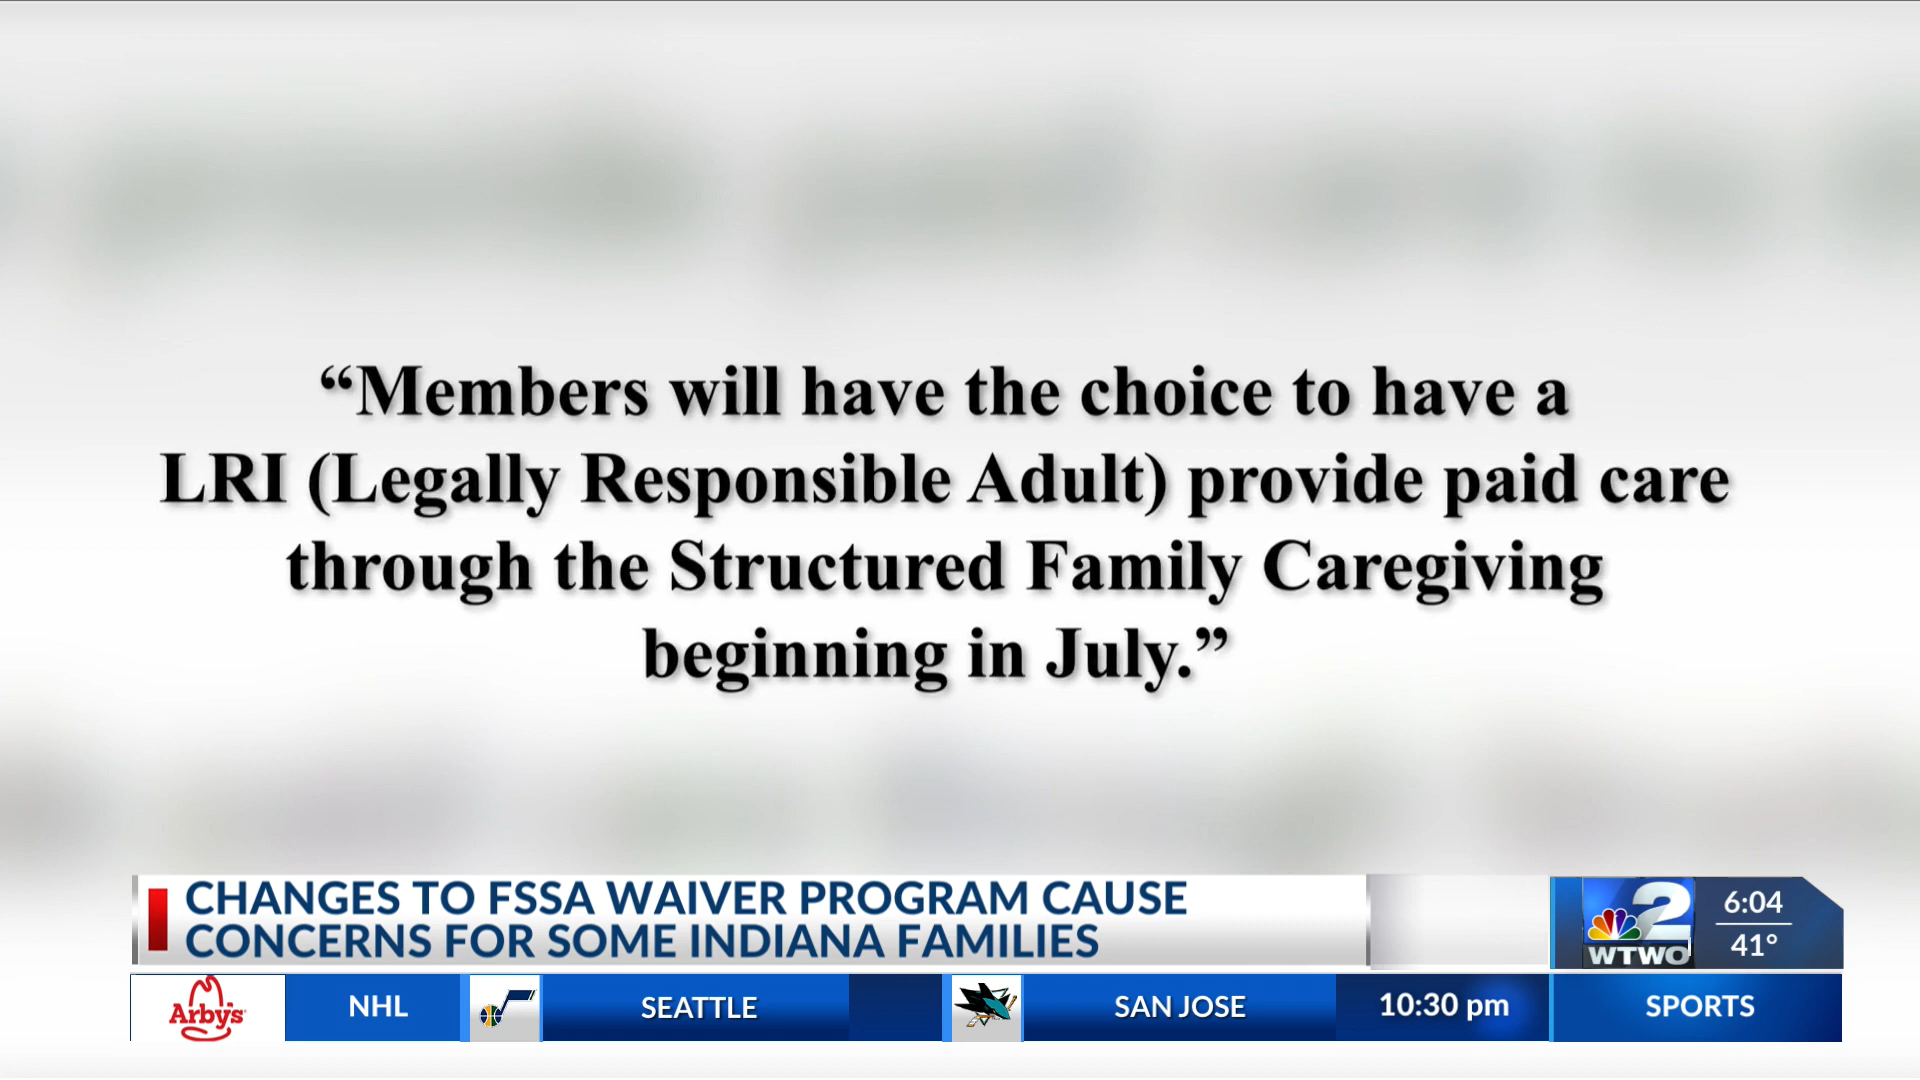 “Members will have the choice to have a
LRI (Legally Responsible Adult) provide paid care
through the Structured Family Caregiving
beginning in July.”
CHANGES TO FSSA WAIVER PROGRAM CAUSE
CONCERNS FOR SOME INDIANA FAMILIES
2
WTWO
6:04
41°
Arby's
NHL
SEATTLE
SAN JOSE
10:30 pm
SPORTS